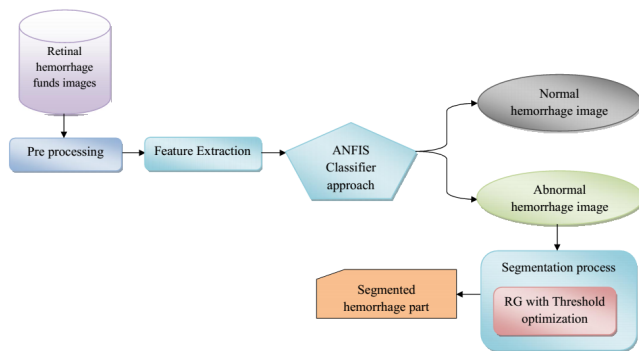 Retinal
hemorrhage
funds images
Pre processing
Feature Extraction
ANFIS
Classifier
approach
Normal
hemorrhage image
Abnormal
hemorrhage image
Segmentation process
RG with Threshold
optimization
Segmented
hemorrhage part